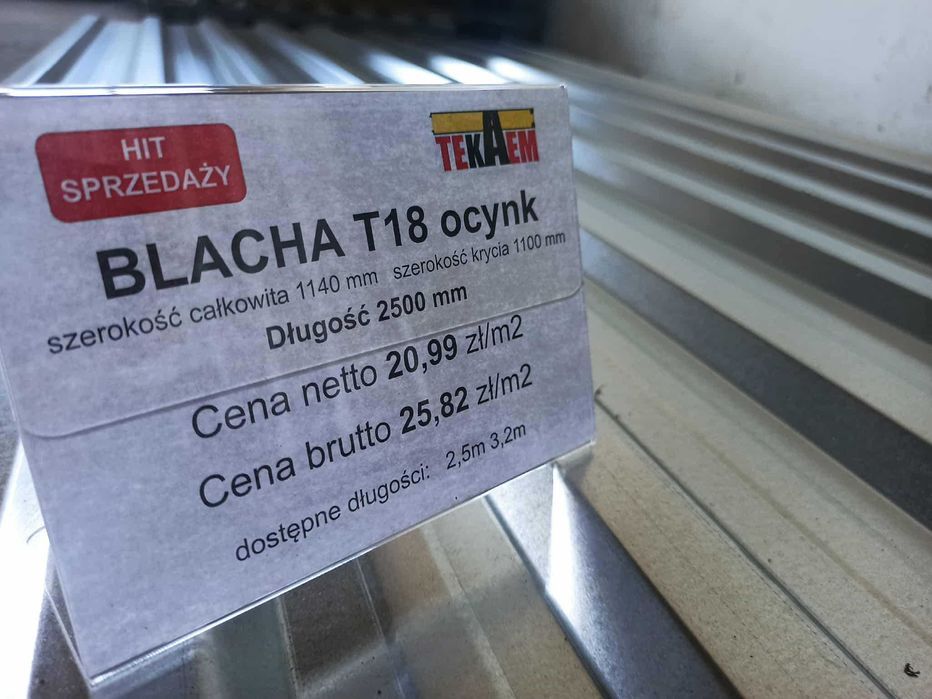 HIT
SPRZEDAŻY
TEKAEM
BLACHA T18 ocynk
szerokość całkowita 1140 mm szerokość krycia 1100 mm
Długość 2500 mm
Cena netto 20,99 zł/m2
Cena brutto 25,82 zł/m2
dostępne długości: 2,5m 3,2m